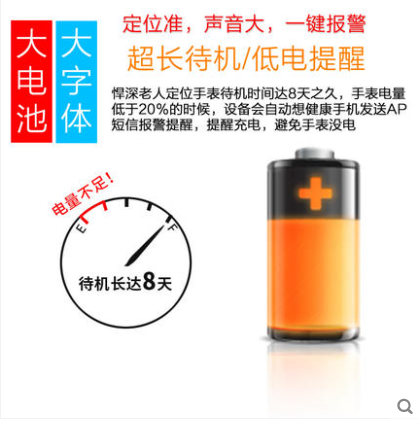 大电池
大字体
定位准，声音大，一键报警
超长待机/低电提醒
悍深老人定位手表待机时间达8天之久，手表电量
低于20%的时候，设备会自动想健康手机发送AP
短信报警提醒，提醒充电，避免手表没电
电量不足！
E
F
待机长达8天